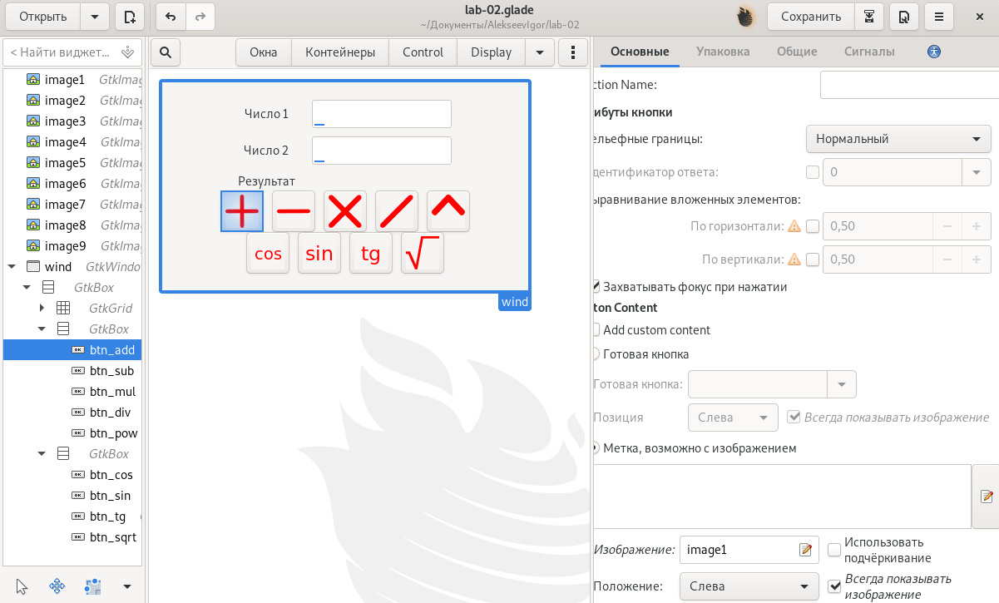 Открыть
lab-02.glade
~/Документы/AlekseevIgor/lab-02
Сохранить
< Найти виджет...
Окна
Контейнеры
Control
Display
Основные
Упаковка
Общие
Сигналы
image1 GtkImag
image2 GtkImag
image3 GtkImag
image4 GtkImag
image5 GtkImag
image6 GtkImag
image7 GtkImag
image8 GtkImag
image9 GtkImag
wind GtkWindo
GtkBox
GtkGrid
GtkBox
btn_add
btn_sub
btn_mul
btn_div
btn_pow
GtkBox
btn_cos
btn_sin
btn_tg
btn_sqrt
Число 1
Число 2
Результат
cos sin tg √
wind
ction Name:
ибуты кнопки
ельефные границы: Нормальный
дентификатор ответа: 0
ыравнивание вложенных элементов:
По горизонтали: 0,50
По вертикали: 0,50
Захватывать фокус при нажатии
ton Content
Add custom content
Готовая кнопка
Готовая кнопка:
Позиция Слева Всегда показывать изображение
Метка, возможно с изображением
Изображение: image1 Использовать
подчёркивание
Положение: Слева Всегда показывать
изображение